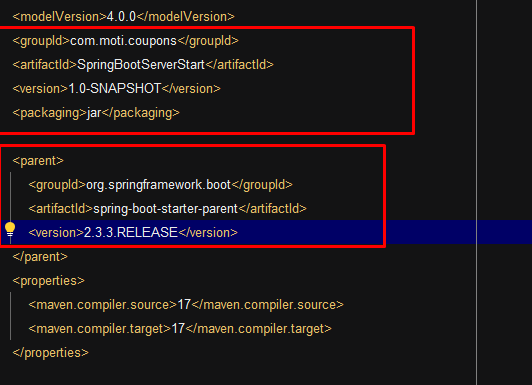 <modelVersion>4.0.0</modelVersion>
<groupId>com.moti.coupons</groupId>
<artifactId>SpringBootServerStart</artifactId>
<version>1.0-SNAPSHOT</version>
<packaging>jar</packaging>
<parent>
<groupId>org.springframework.boot</groupId>
<artifactId>spring-boot-starter-parent</artifactId>
<version>2.3.3.RELEASE</version>
</parent>
<properties>
<maven.compiler.source>17</maven.compiler.source>
<maven.compiler.target>17</maven.compiler.target>
</properties>